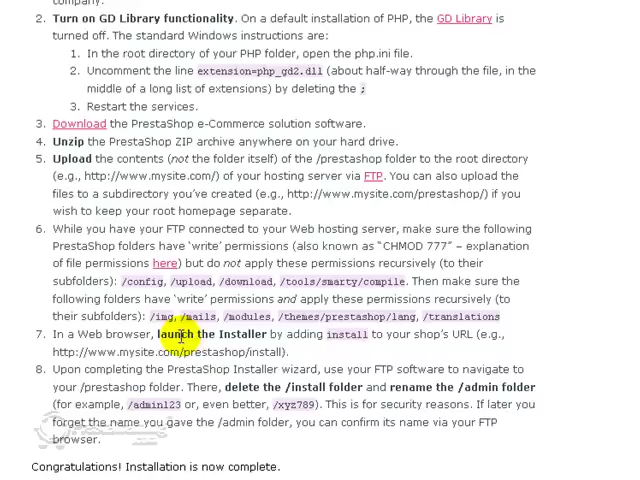 company.
2. Turn on GD Library functionality. On a default installation of PHP, the GD Library is
turned off. The standard Windows instructions are:
1. In the root directory of your PHP folder, open the php.ini file.
2. Uncomment the line extension=php_gd2.dll (about half-way through the file, in the
middle of a long list of extensions) by deleting the ;
3. Restart the services.
3. Download the PrestaShop e-Commerce solution software.
4. Unzip the PrestaShop ZIP archive anywhere on your hard drive.
5. Upload the contents (not the folder itself) of the /prestashop folder to the root directory
(e.g., http://www.mysite.com/) of your hosting server via FTP. You can also upload the
files to a subdirectory you've created (e.g., http://www.mysite.com/prestashop/) if you
wish to keep your root homepage separate.
6. While you have your FTP connected to your Web hosting server, make sure the following
PrestaShop folders have ‘write’ permissions (also known as “CHMOD 777” – explanation
of file permissions here) but do not apply these permissions recursively (to their
subfolders): /config, /upload, /download, /tools/smarty/compile. Then make sure the
following folders have ‘write’ permissions and apply these permissions recursively (to
their subfolders): /img, /mails, /modules, /themes/prestashop/lang, /translations
7. In a Web browser, launch the Installer by adding install to your shop’s URL (e.g.,
http://www.mysite.com/prestashop/install).
8. Upon completing the PrestaShop Installer wizard, use your FTP software to navigate to
your /prestashop folder. There, delete the /install folder and rename the /admin folder
(for example, /admin123 or, even better, /xyz789). This is for security reasons. If later you
forget the name you gave the /admin folder, you can confirm its name via your FTP
browser.
Congratulations! Installation is now complete.